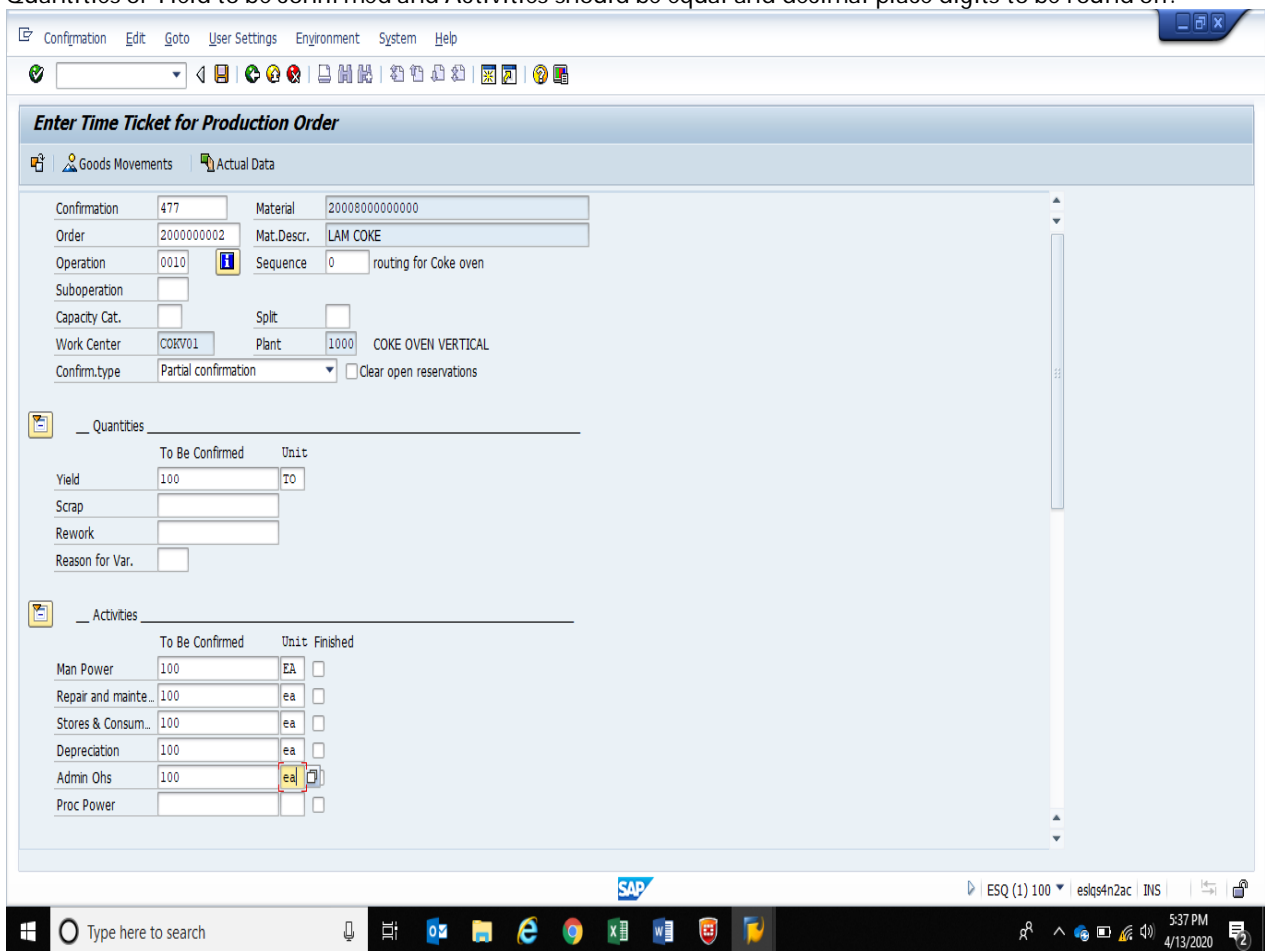 Quantities of Yield to be confirmed and Activities should be equal and decimal place digits to be round off.
Confirmation Edit Goto User Settings Environment System Help
Enter Time Ticket for Production Order
Goods Movements Actual Data
Confirmation 477 Material 20008000000000
Order 2000000002 Mat.Descr. LAM COKE
Operation 0010 Sequence 0 routing for Coke oven
Suboperation
Capacity Cat. Split
Work Center COKV01 Plant 1000 COKE OVEN VERTICAL
Confirm.type Partial confirmation Clear open reservations
Quantities
To Be Confirmed Unit
Yield 100 TO
Scrap
Rework
Reason for Var.
Activities
To Be Confirmed Unit Finished
Man Power 100 EA
Repair and mainte... 100 ea
Stores & Consum... 100 ea
Depreciation 100 ea
Admin Ohs 100 ea
Proc Power
SAP ESQ (1) 100 eslqs4n2ac INS
Type here to search
5:37 PM
4/13/2020
2